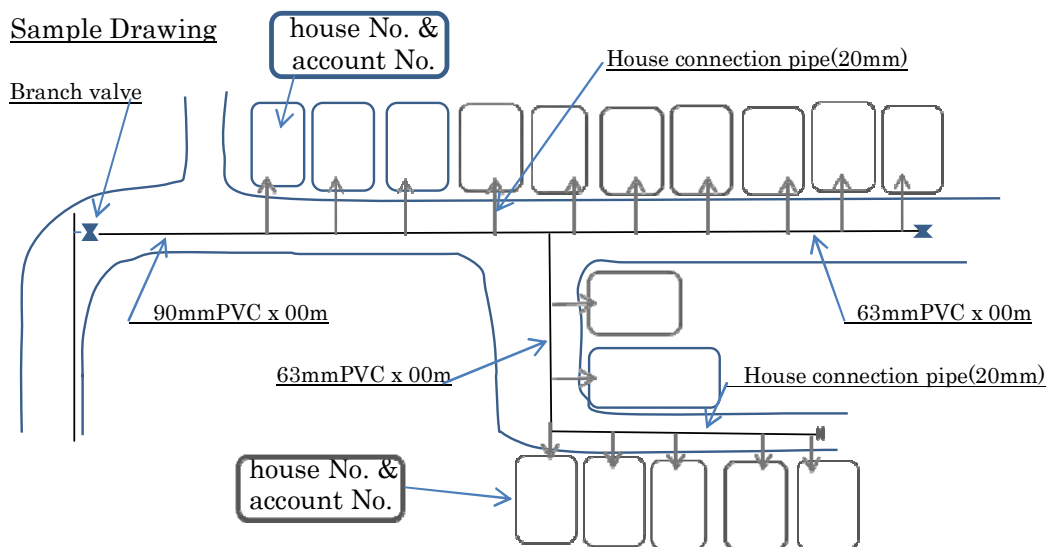 Sample Drawing
house No. &
account No.
House connection pipe(20mm)
Branch valve
90mmPVC x 00m
63mmPVC x 00m
63mmPVC x 00m
House connection pipe(20mm)
house No. &
account No.